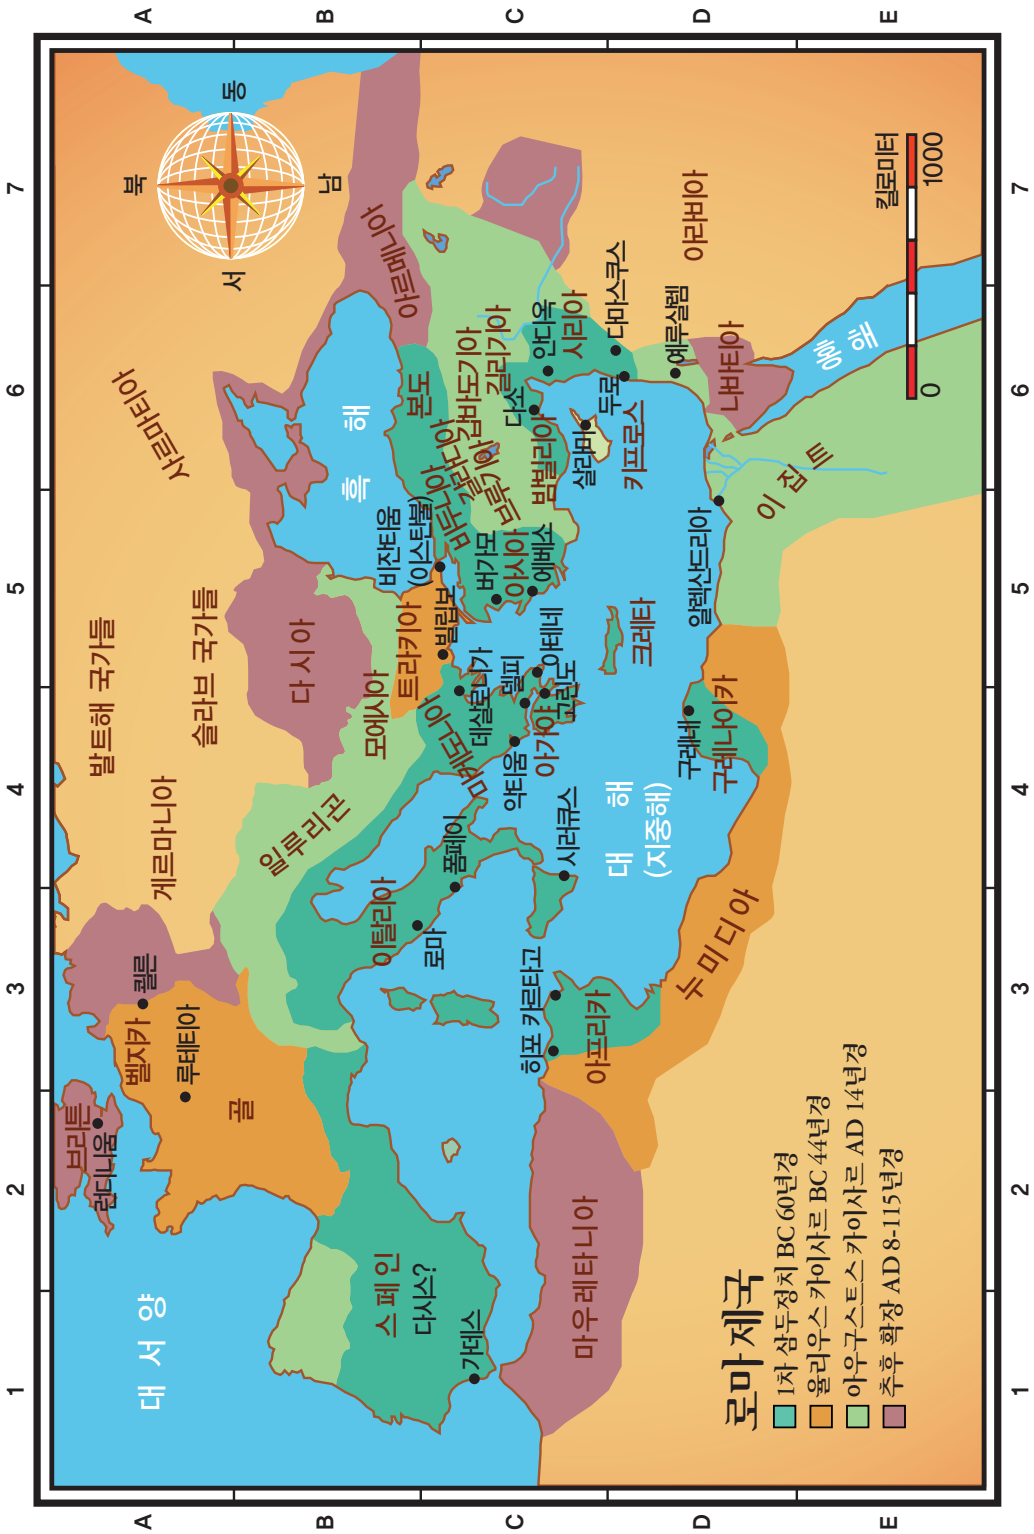 A
B
C
D
E
1
2
3
4
5
6
7
북
동
서
남
대 서 양
브리튼
런디니움
벨지카
퀼른
루테티아
골
게르마니아
발트해 국가들
슬라브 국가들
사르마티아
다 시 아
일루리곤
모에시아
트라키아
흑 해
아르메니아
비잔티움
(이스탄불)
빌립보
본도
비두니아
갈라디아
갑바도기아
브루기아
길리기아
밤빌리아
아시아
버가모
에베소
다소
안디옥
시리아
다마스쿠스
두로
살라미
키프로스
예루살렘
나바티아
아라비아
홍 해
이 집 트
알렉산드리아
크레타
마케도니아
데살로니가
델피
아테네
고린도
아가야
악티움
이탈리아
로마
폼페이
시러큐스
대 해
(지중해)
구레네
구레나이카
누 미 디 아
히포 카르타고
아프리카
마우레타니아
스 페 인
다시스?
가데스
로마 제국
1차 삼두정치 BC 60년경
율리우스 카이사르 BC 44년경
아우구스트스 카이사르 AD 14년경
추후 확장 AD 8-115년경
킬로미터
0
1000
A
B
C
D
E
1
2
3
4
5
6
7